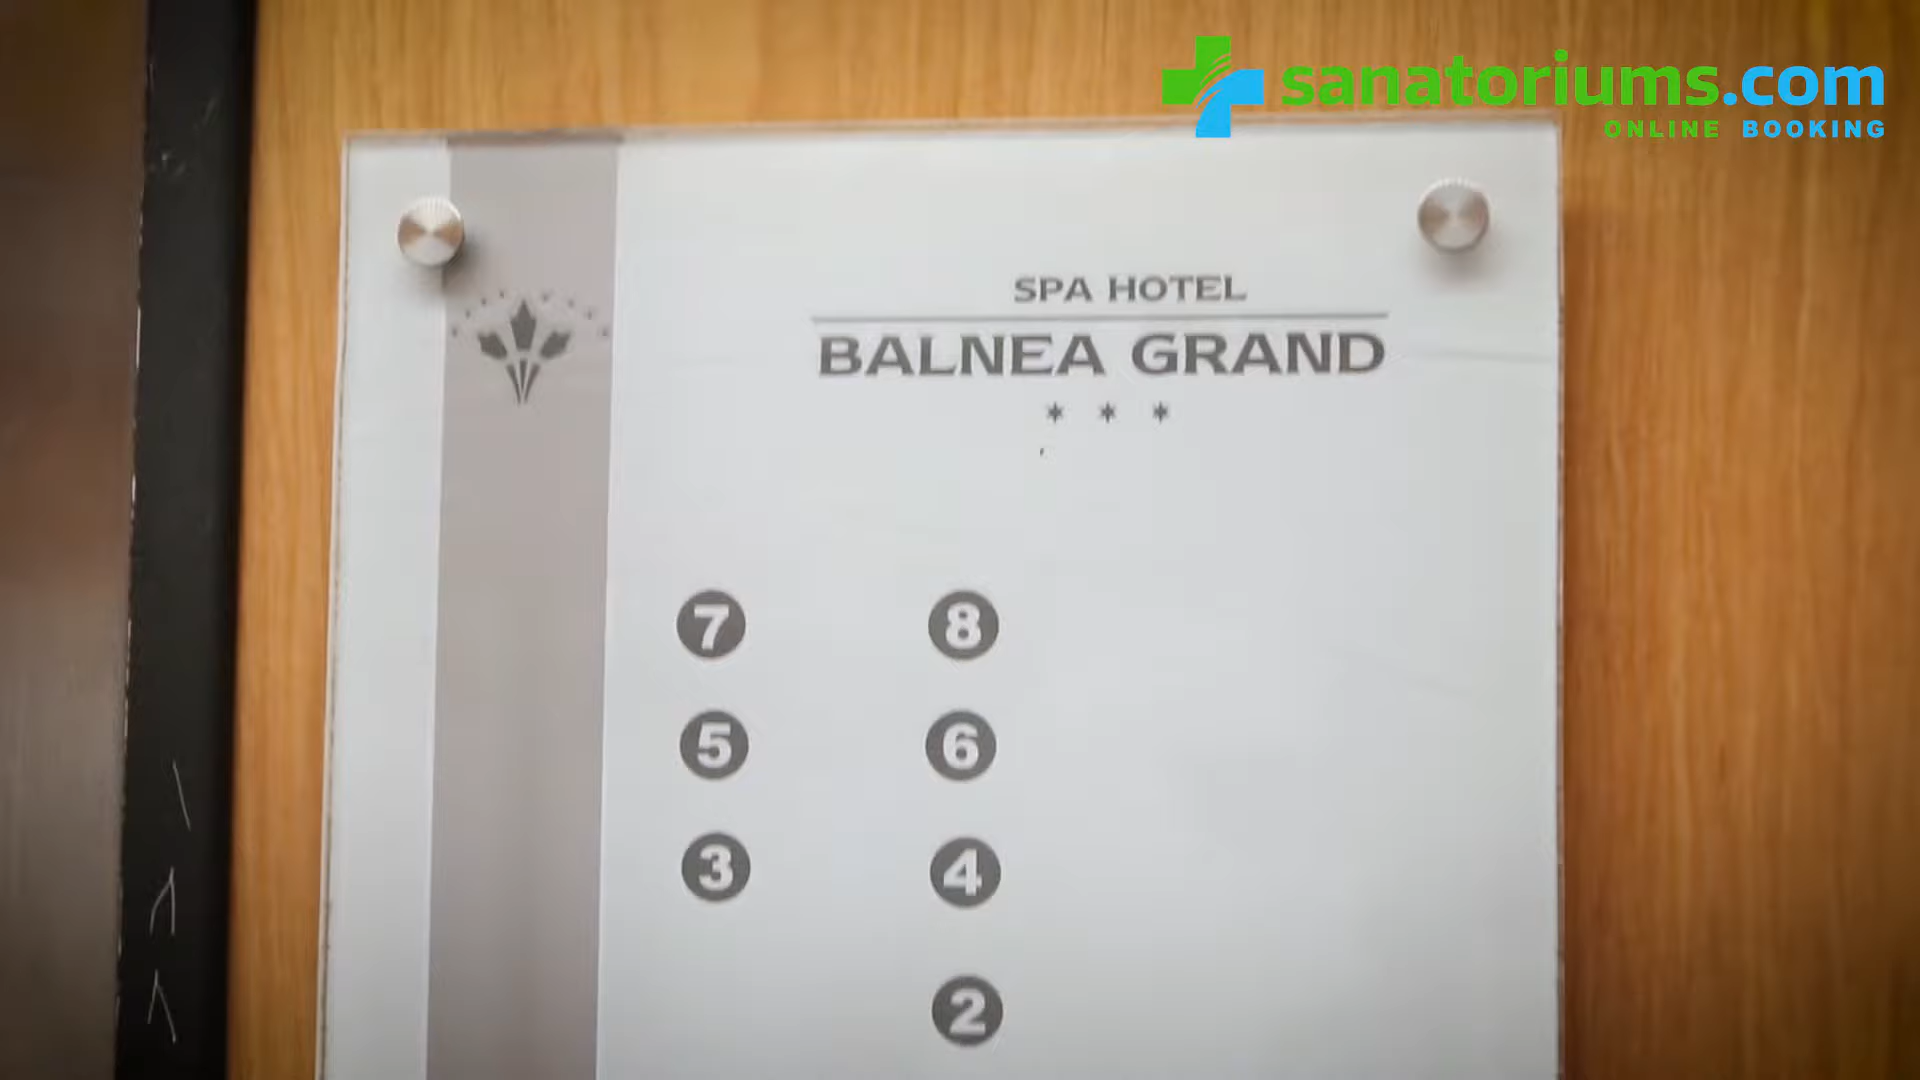 sanatoriums.com
ONLINE BOOKING
SPA HOTEL
BALNEA GRAND
* * *
7 8
5 6
3 4
2